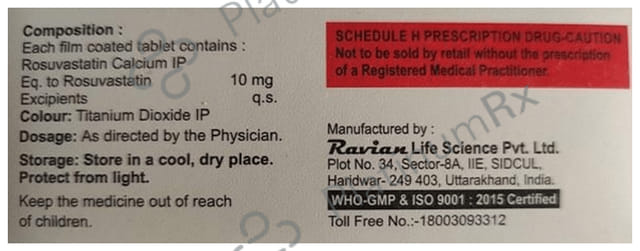 Composition :
Each film coated tablet contains :
Rosuvastatin Calcium IP
Eq. to Rosuvastatin 10 mg
Excipients q.s.
Colour: Titanium Dioxide IP
Dosage: As directed by the Physician.
Storage: Store in a cool, dry place.
Protect from light.
Keep the medicine out of reach
of children.
SCHEDULE H PRESCRIPTION DRUG-CAUTION
Not to be sold by retail without the prescription
of a Registered Medical Practitioner.
Manufactured by :
Ravian Life Science Pvt. Ltd.
Plot No. 34, Sector-8A, IIE, SIDCUL,
Haridwar- 249 403, Uttarakhand, India.
WHO-GMP & ISO 9001 : 2015 Certified
Toll Free No.:-18003093312
PlatinumRx